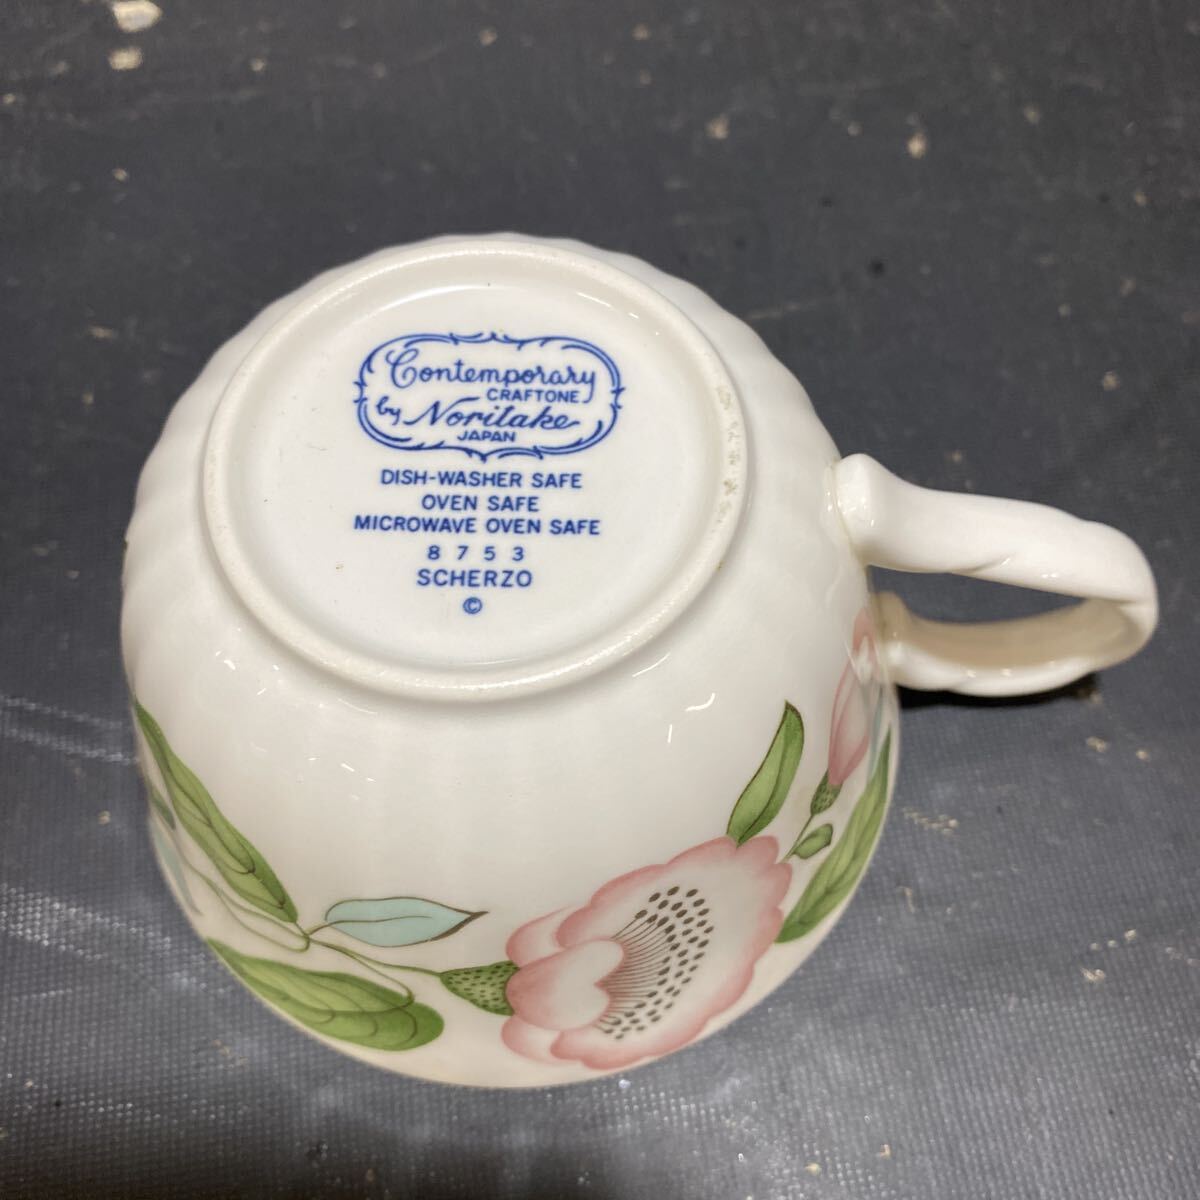 Contemporary
CRAFTONE
by Noritake
JAPAN
DISH-WASHER SAFE
OVEN SAFE
MICROWAVE OVEN SAFE
8753
SCHERZO
©